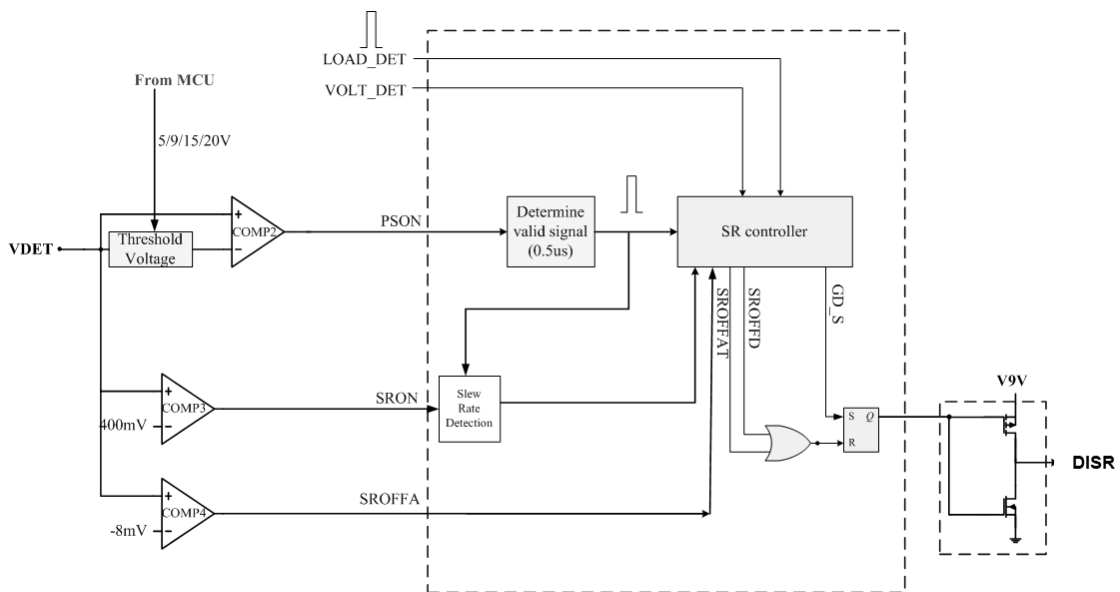 LOAD_DET
VOLT_DET
From MCU
5/9/15/20V
VDET
Threshold
Voltage
+
−
COMP2
PSON
Determine
valid signal
(0.5us)
SR controller
SROFFAT
SROFFD
GD_S
+
−
COMP3
400mV
SRON
Slew
Rate
Detection
S
Q
R
V9V
DISR
+
−
COMP4
-8mV
SROFFA